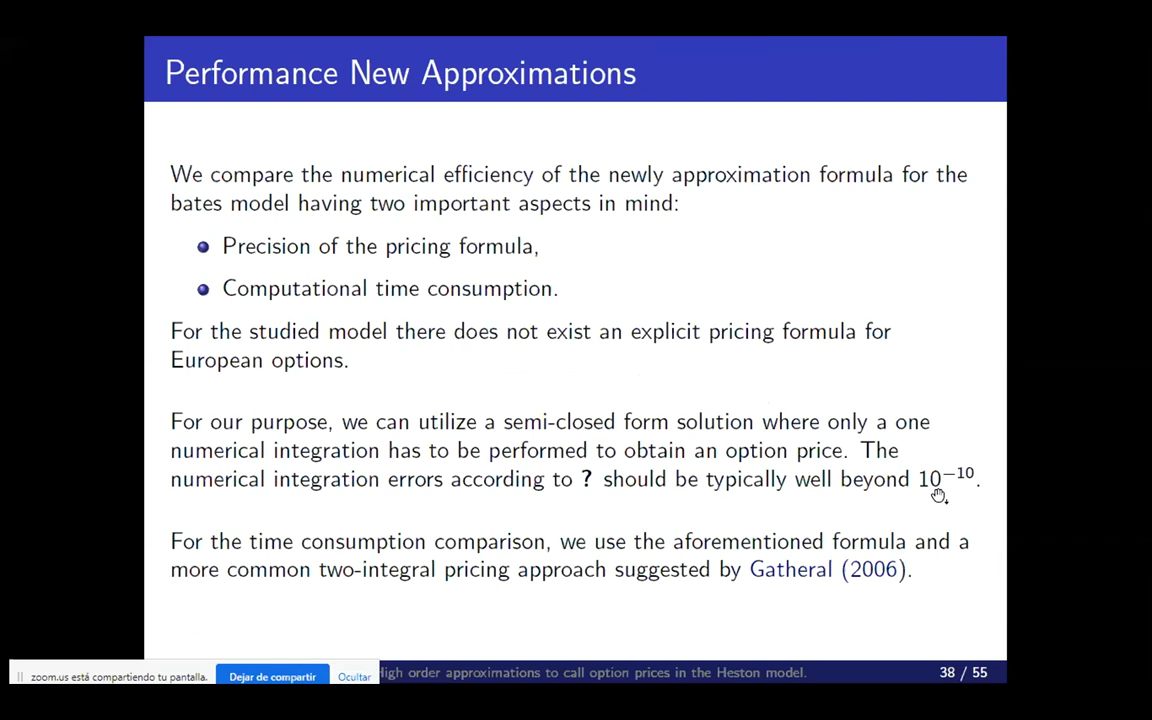 Performance New Approximations
We compare the numerical efficiency of the newly approximation formula for the
bates model having two important aspects in mind:
Precision of the pricing formula,
Computational time consumption.
For the studied model there does not exist an explicit pricing formula for
European options.
For our purpose, we can utilize a semi-closed form solution where only a one
numerical integration has to be performed to obtain an option price. The
numerical integration errors according to ? should be typically well beyond 10⁻¹⁰.
For the time consumption comparison, we use the aforementioned formula and a
more common two-integral pricing approach suggested by Gatheral (2006).
zoom.us está compartiendo tu pantalla. Dejar de compartir Ocultar
High order approximations to call option prices in the Heston model. 38 / 55